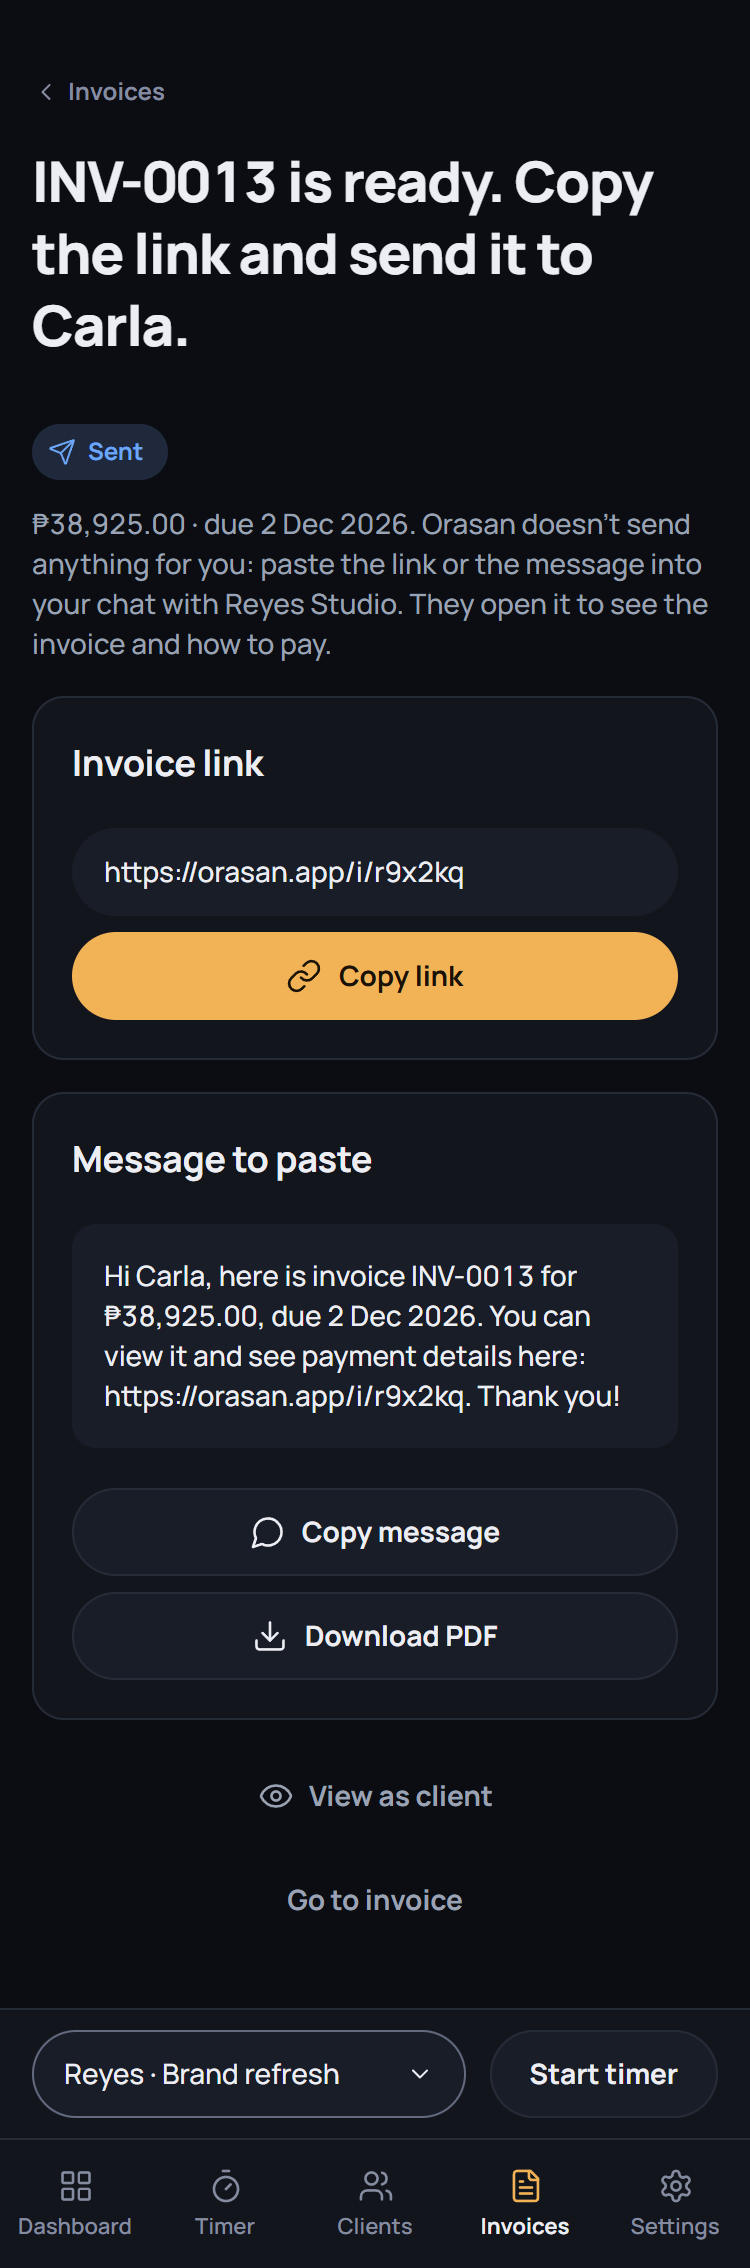 Invoices
INV-0013 is ready. Copy
the link and send it to
Carla.
Sent
₱38,925.00 · due 2 Dec 2026. Orasan doesn’t send
anything for you: paste the link or the message into
your chat with Reyes Studio. They open it to see the
invoice and how to pay.
Invoice link
https://orasan.app/i/r9x2kq
Copy link
Message to paste
Hi Carla, here is invoice INV-0013 for
₱38,925.00, due 2 Dec 2026. You can
view it and see payment details here:
https://orasan.app/i/r9x2kq. Thank you!
Copy message
Download PDF
View as client
Go to invoice
Reyes · Brand refresh
Start timer
Dashboard
Timer
Clients
Invoices
Settings